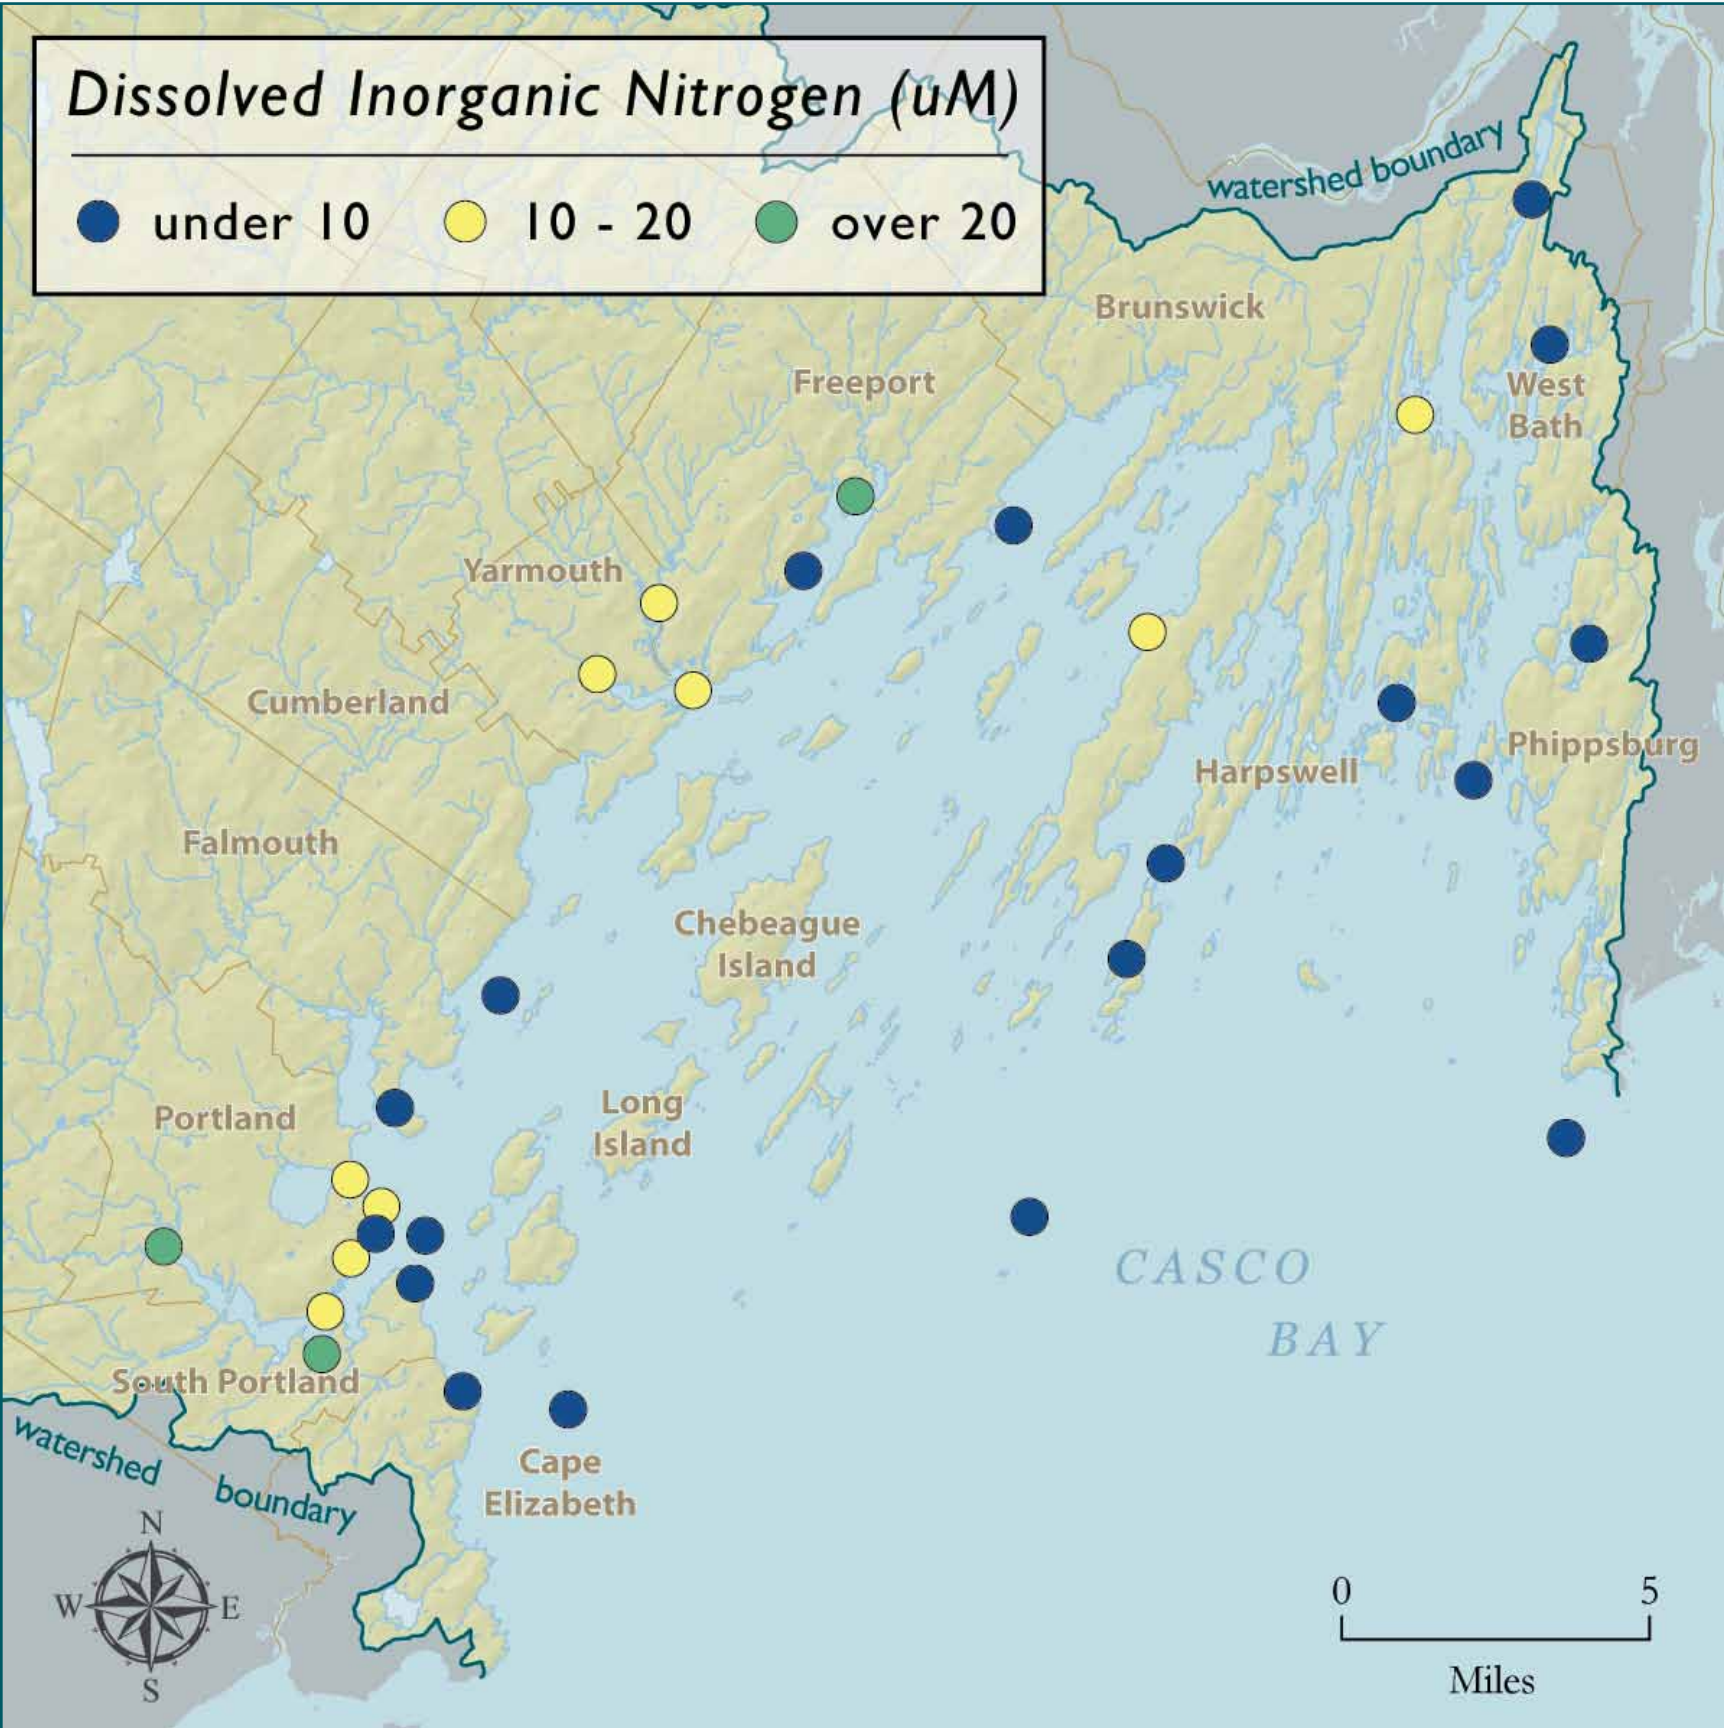 Dissolved Inorganic Nitrogen (uM)
under 10
10 - 20
over 20
watershed boundary
Brunswick
Freeport
West
Bath
Yarmouth
Cumberland
Phippsburg
Harpswell
Falmouth
Chebeague
Island
Long
Island
Portland
CASCO
BAY
South Portland
watershed boundary
Cape
Elizabeth
N
W
E
S
0
5
Miles